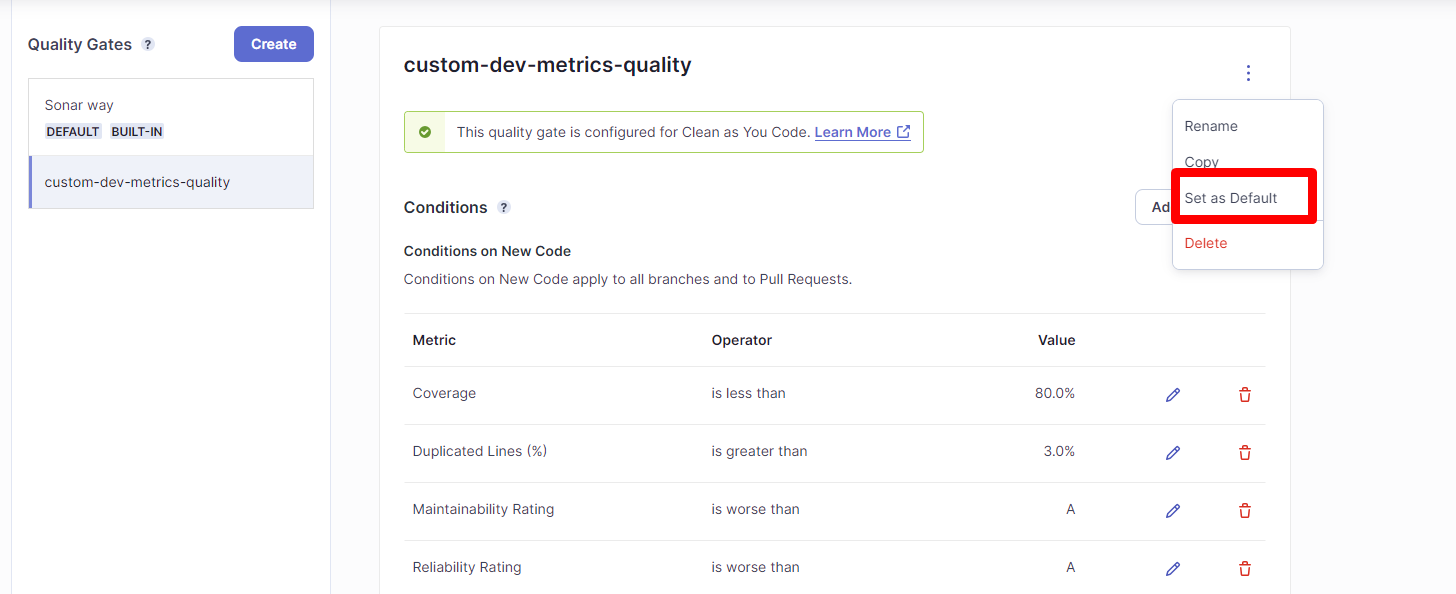 Quality Gates ?
Create
Sonar way
DEFAULT BUILT-IN
custom-dev-metrics-quality
custom-dev-metrics-quality
This quality gate is configured for Clean as You Code. Learn More
Rename
Copy
Set as Default
Delete
Conditions ?
Ad
Conditions on New Code
Conditions on New Code apply to all branches and to Pull Requests.
Metric Operator Value
Coverage is less than 80.0%
Duplicated Lines (%) is greater than 3.0%
Maintainability Rating is worse than A
Reliability Rating is worse than A